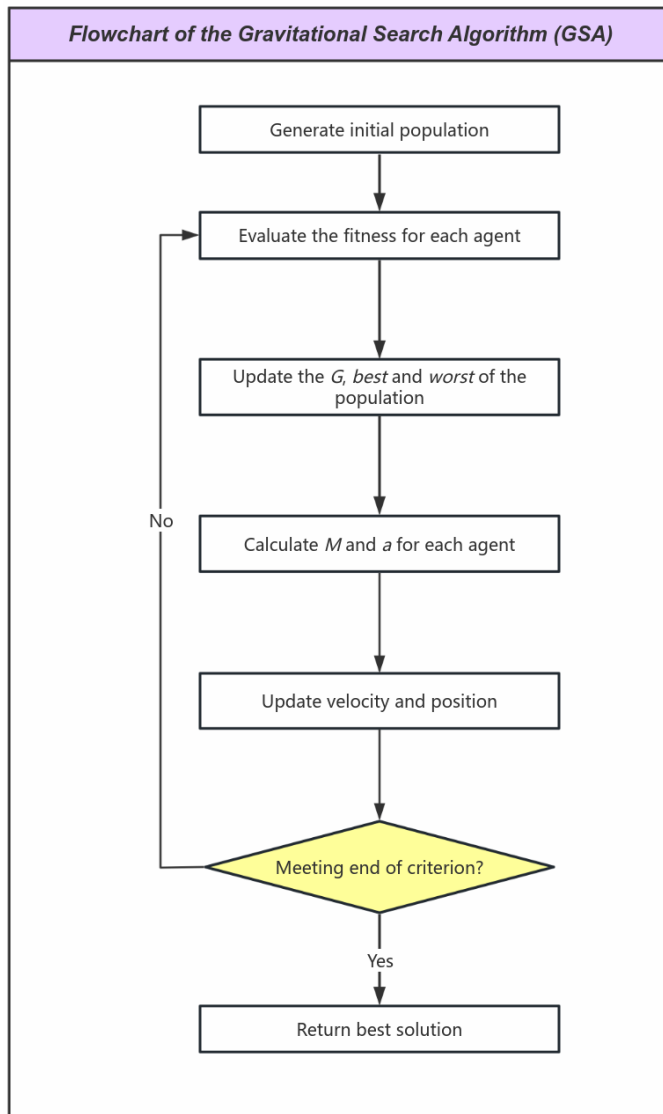 Flowchart of the Gravitational Search Algorithm (GSA)
Generate initial population
Evaluate the fitness for each agent
Update the G, best and worst of the
population
No
Calculate M and a for each agent
Update velocity and position
Meeting end of criterion?
Yes
Return best solution